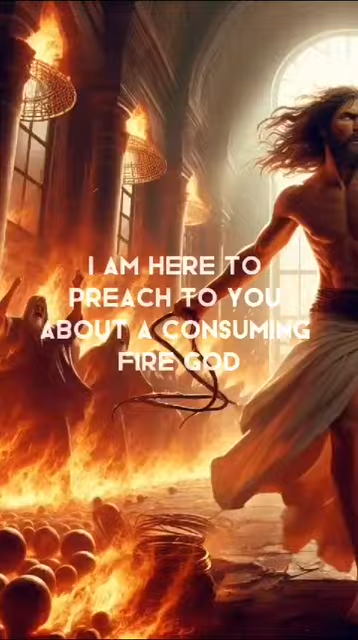 I AM HERE TO
PREACH TO YOU
ABOUT A CONSUMING
FIRE GOD